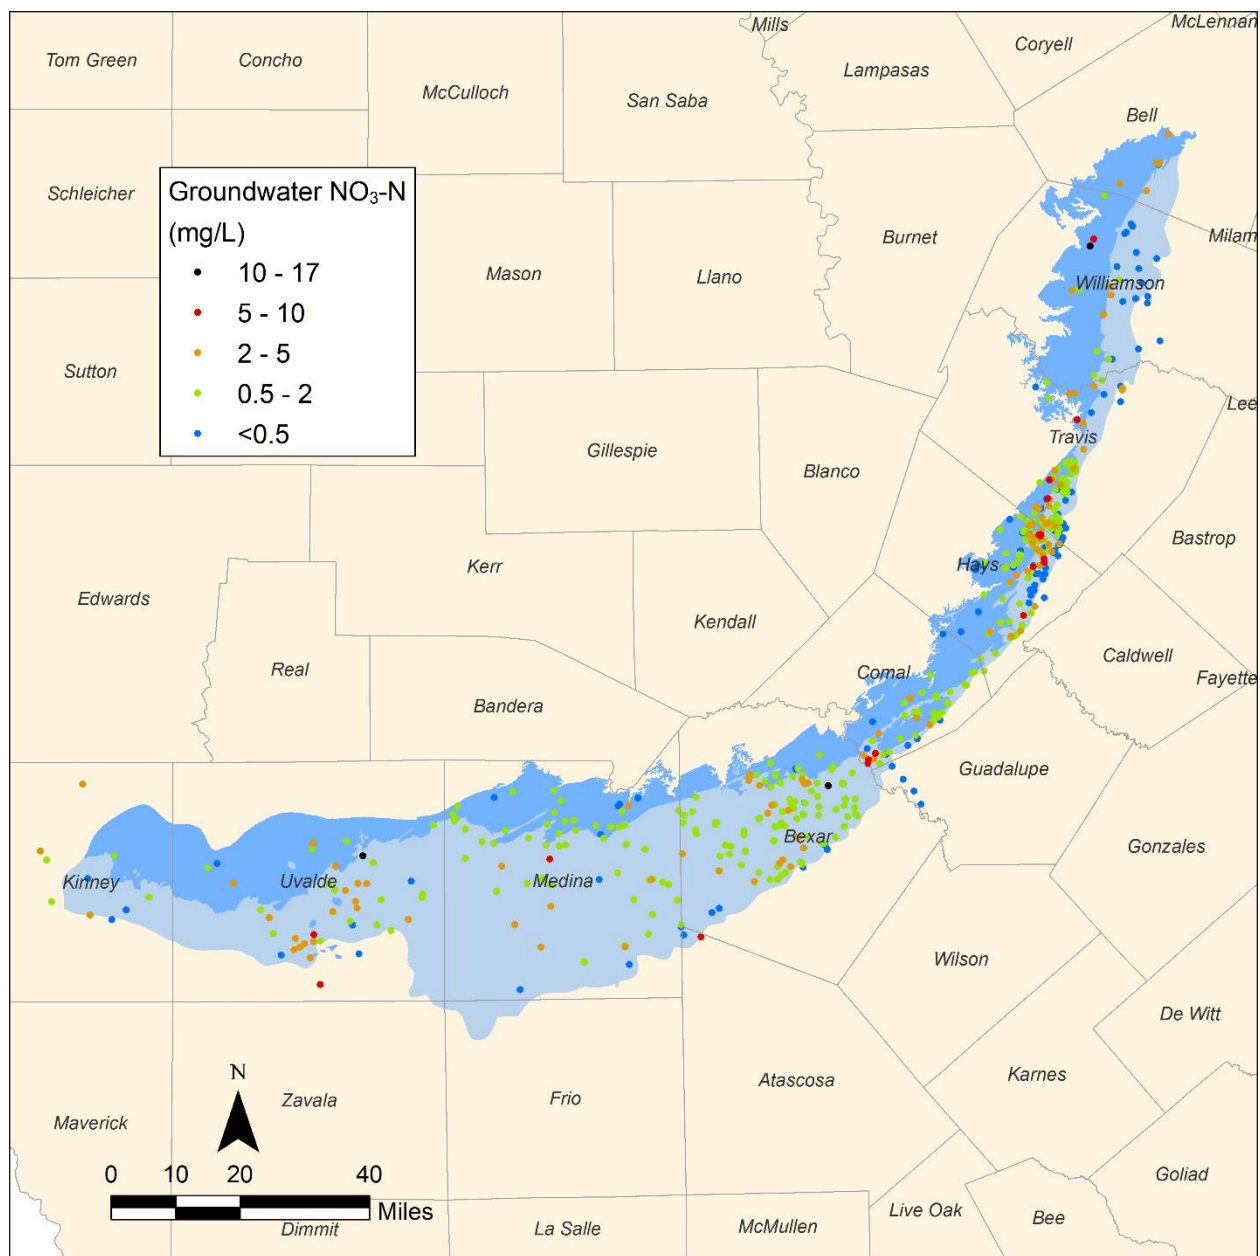 Mills
McLennan
Coryell
Tom Green
Concho
Lampasas
McCulloch
San Saba
Bell
Schleicher
Groundwater NO₃-N
(mg/L)
10 - 17
5 - 10
2 - 5
0.5 - 2
<0.5
Burnet
Milam
Mason
Llano
Williamson
Sutton
Lee
Travis
Gillespie
Blanco
Bastrop
Hays
Kerr
Edwards
Kendall
Caldwell
Real
Comal
Fayette
Bandera
Guadalupe
Bexar
Gonzales
Kinney
Uvalde
Medina
Wilson
De Witt
N
Karnes
Atascosa
Zavala
Frio
Maverick
0 10 20 40
Miles
Goliad
Live Oak
Bee
Dimmit
La Salle
McMullen